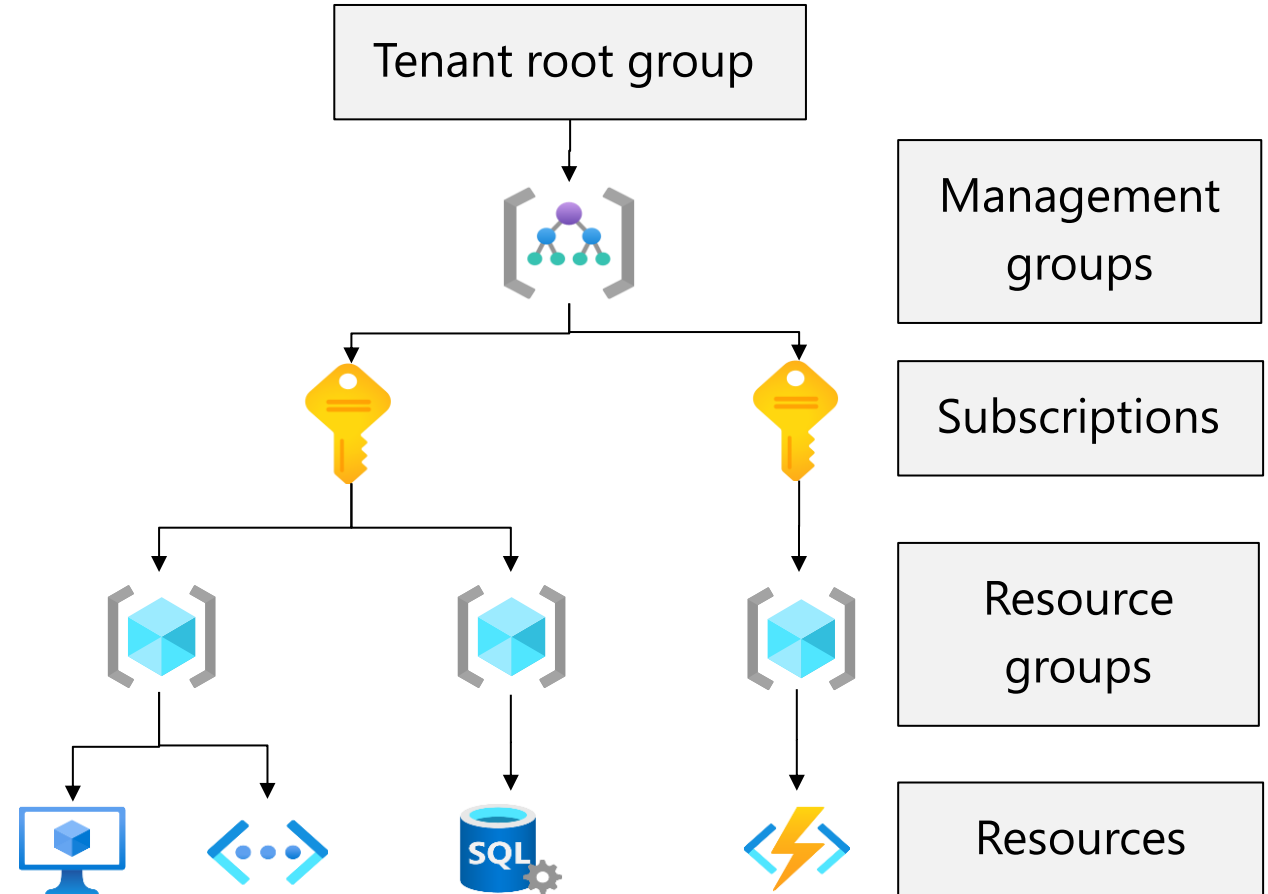 Tenant root group
Management
groups
Subscriptions
Resource
groups
Resources
SQL